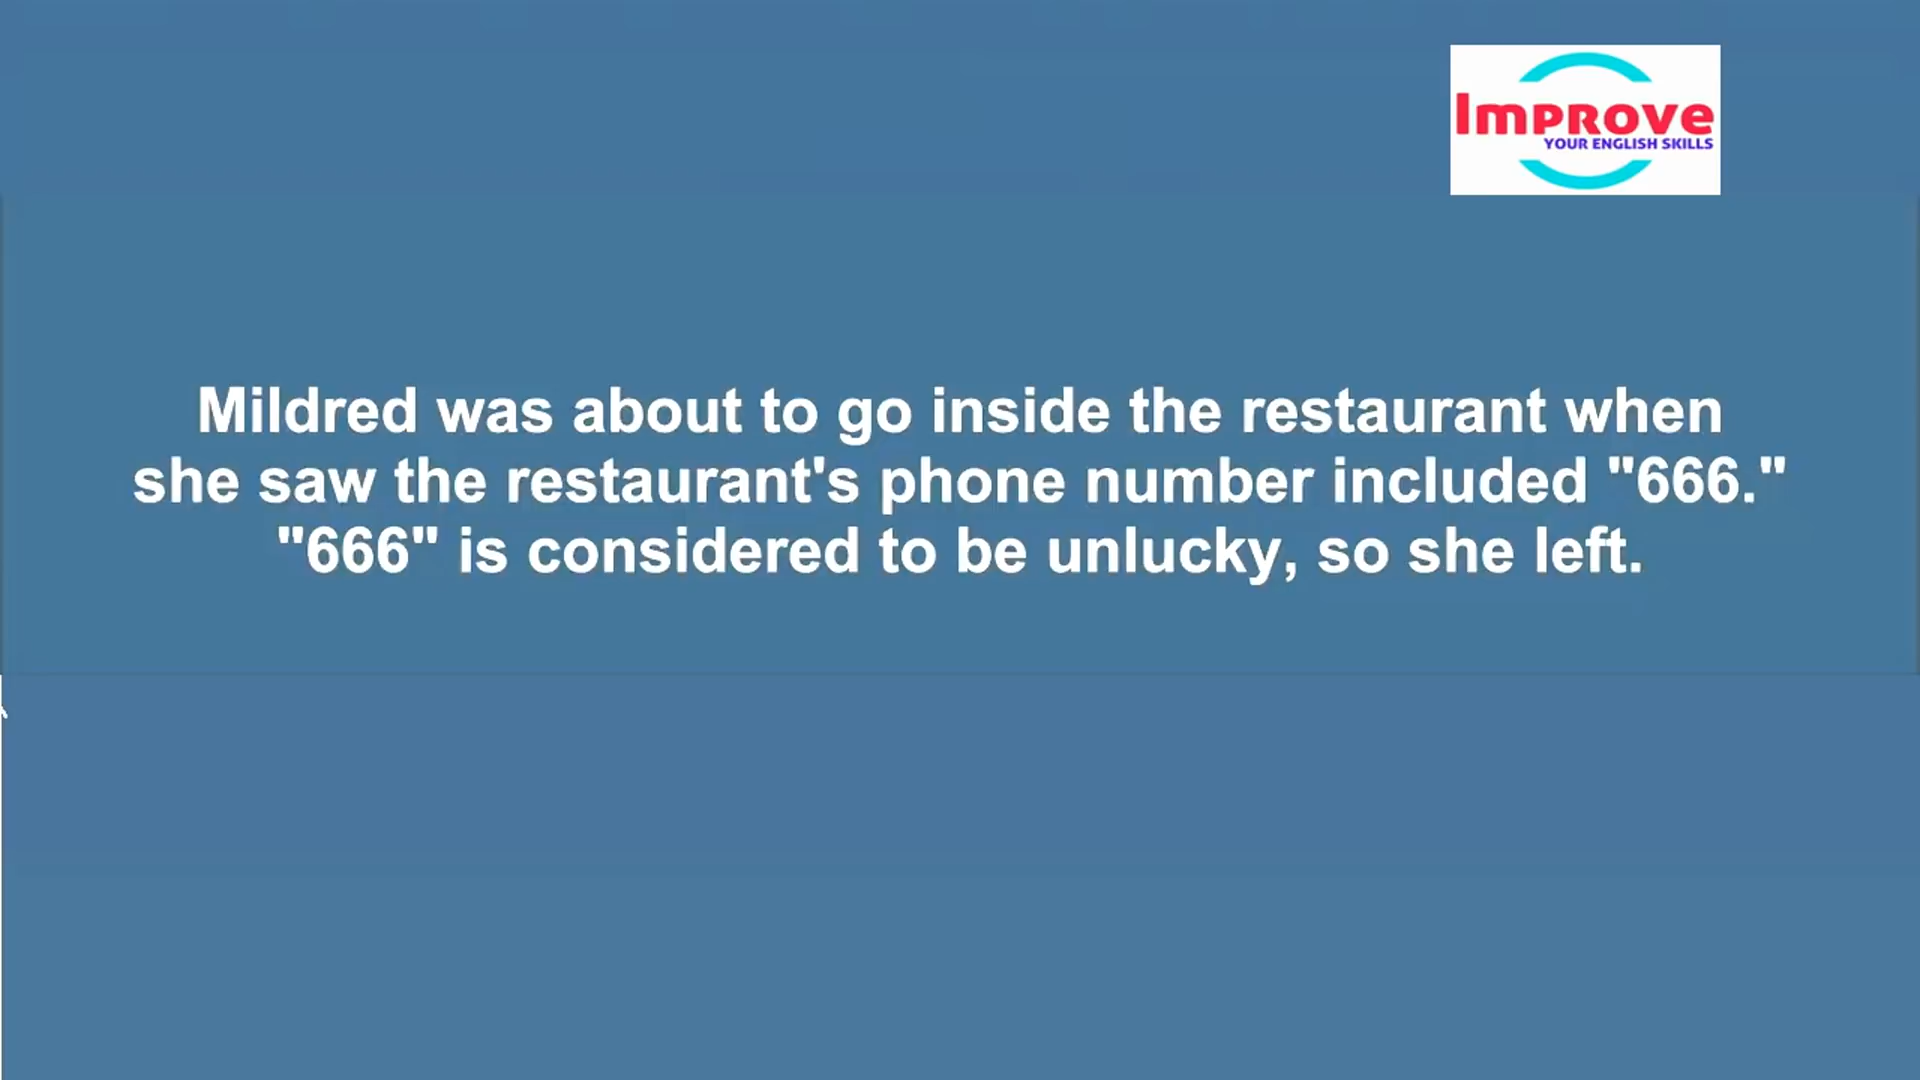 Improve
YOUR ENGLISH SKILLS
Mildred was about to go inside the restaurant when
she saw the restaurant's phone number included "666."
"666" is considered to be unlucky, so she left.